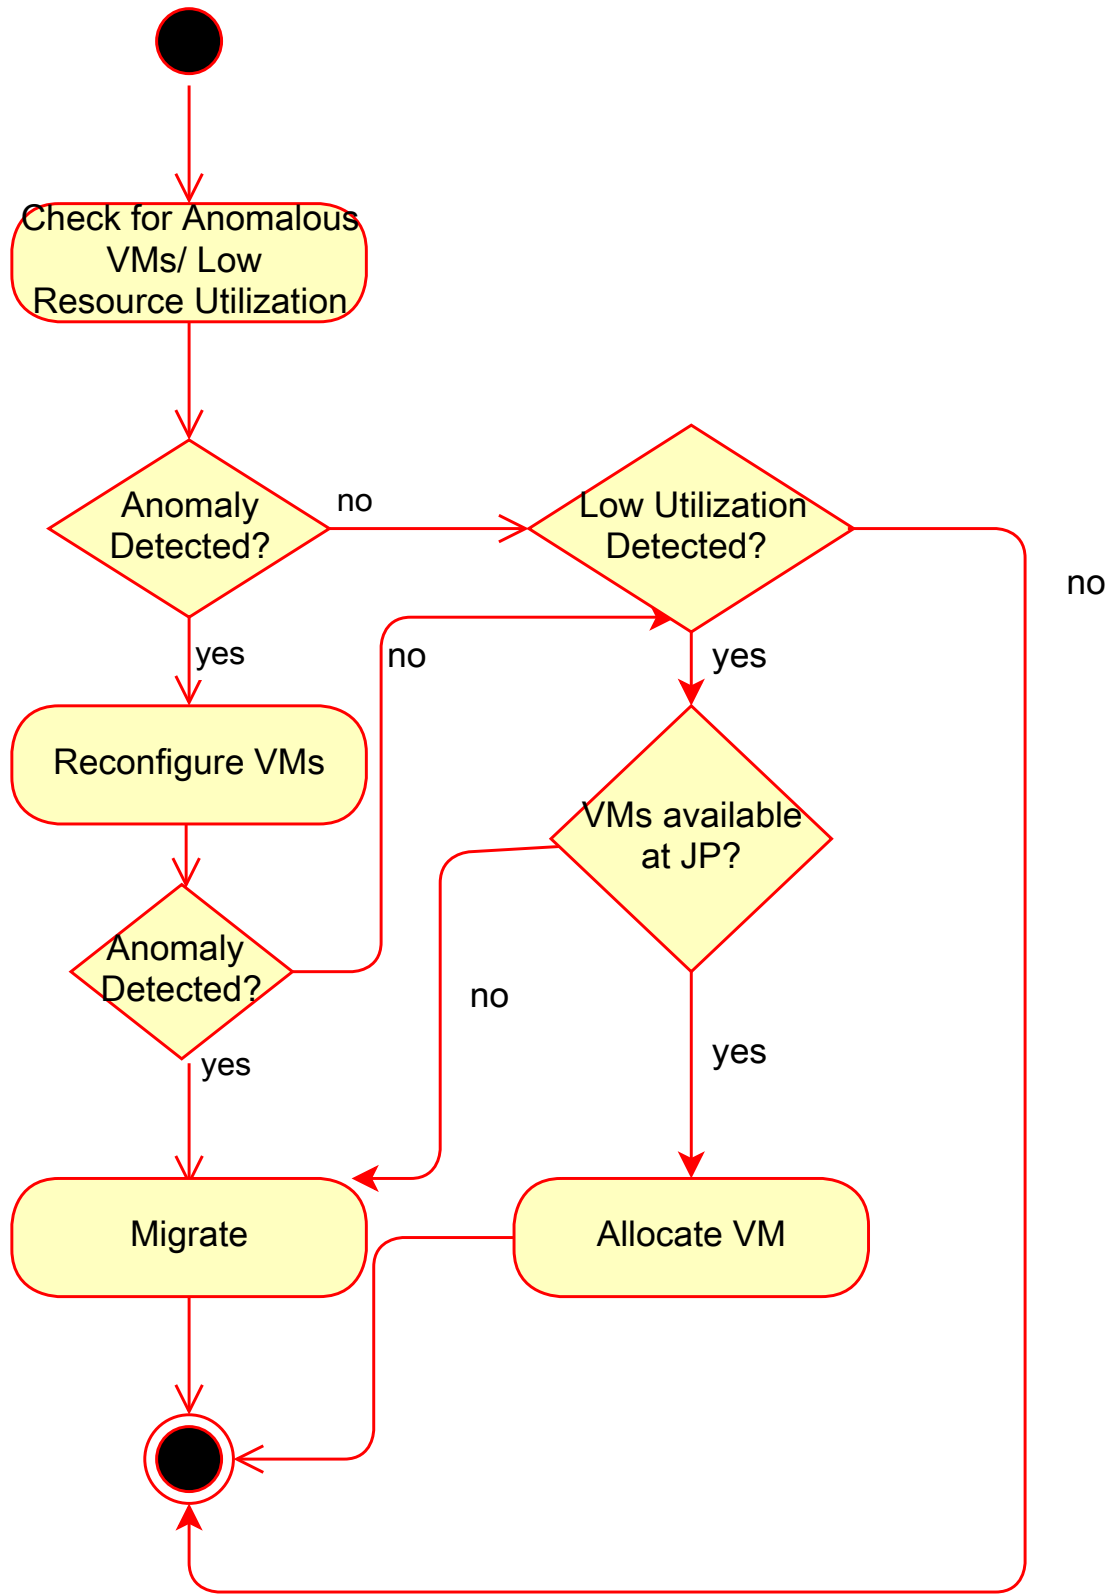 Check for Anomalous
VMs/ Low
Resource Utilization
Anomaly
Detected?
no
Low Utilization
Detected?
no
yes
no
yes
Reconfigure VMs
VMs available
at JP?
Anomaly
Detected?
no
yes
yes
Migrate
Allocate VM